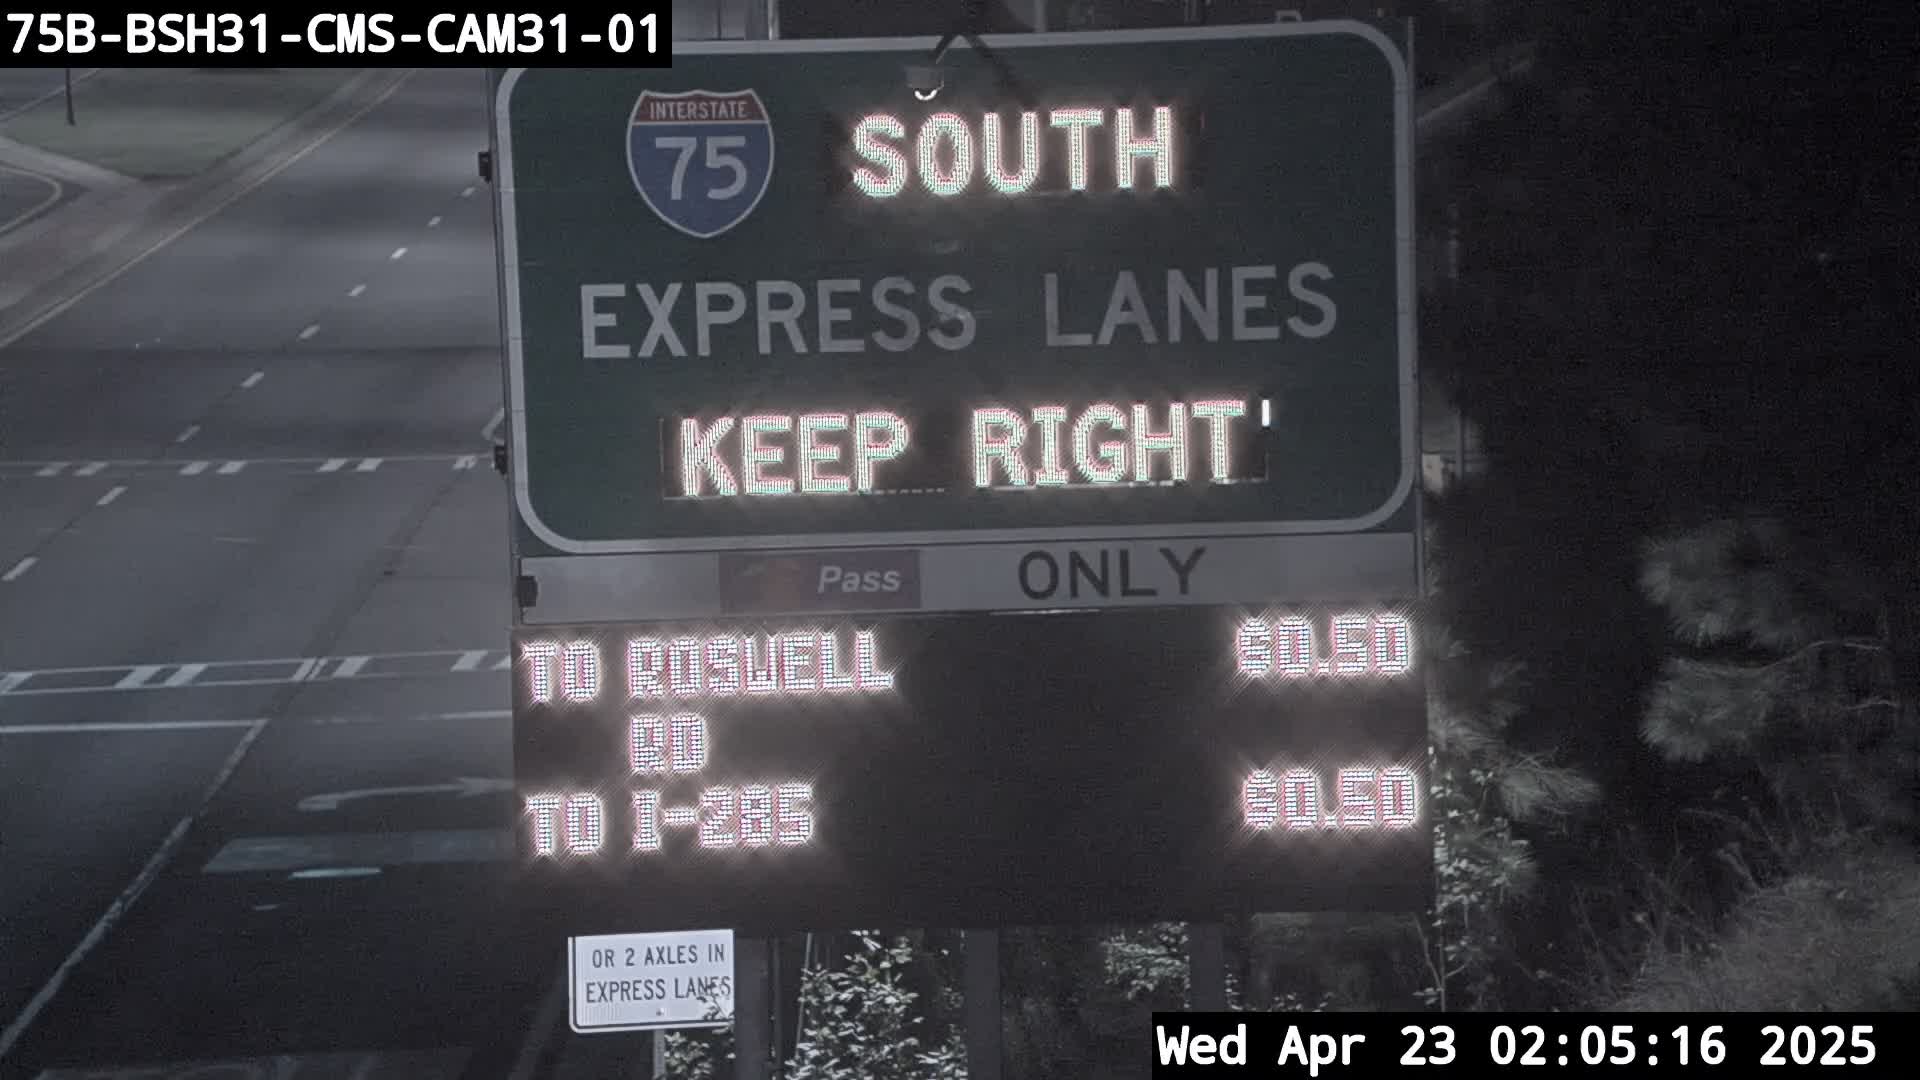 75B-BSH31-CMS-CAM31-01
INTERSTATE
75
SOUTH
EXPRESS LANES
KEEP RIGHT
Pass ONLY
TO ROSWELL $0.50
RD
TO I-285 $0.50
OR 2 AXLES IN
EXPRESS LANES
Wed Apr 23 02:05:16 2025